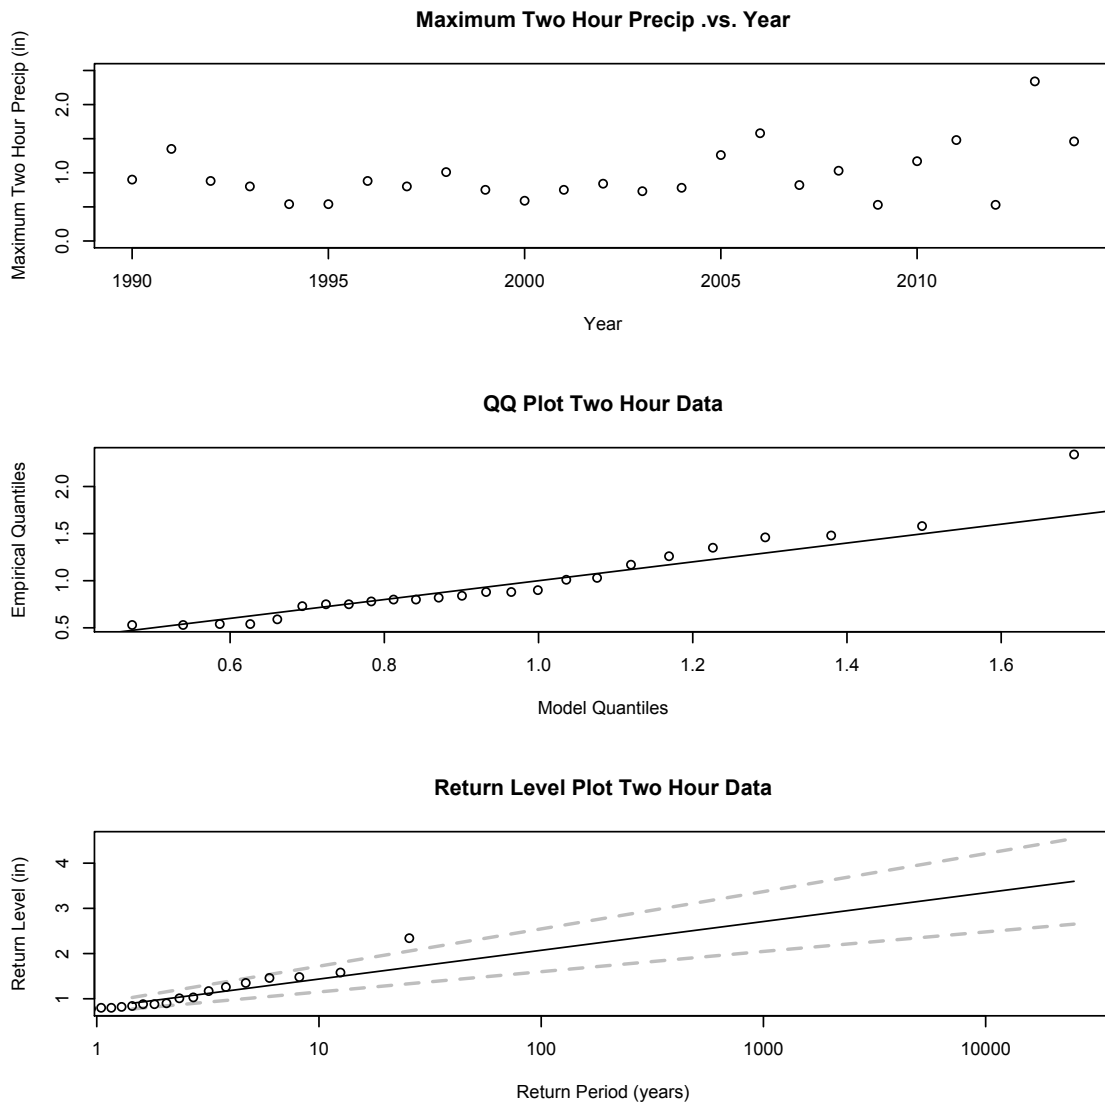 Maximum Two Hour Precip .vs. Year
Maximum Two Hour Precip (in)
0.0 1.0 2.0
1990 1995 2000 2005 2010
Year
QQ Plot Two Hour Data
Empirical Quantiles
0.5 1.0 1.5 2.0
0.6 0.8 1.0 1.2 1.4 1.6
Model Quantiles
Return Level Plot Two Hour Data
Return Level (in)
1 2 3 4
1 10 100 1000 10000
Return Period (years)